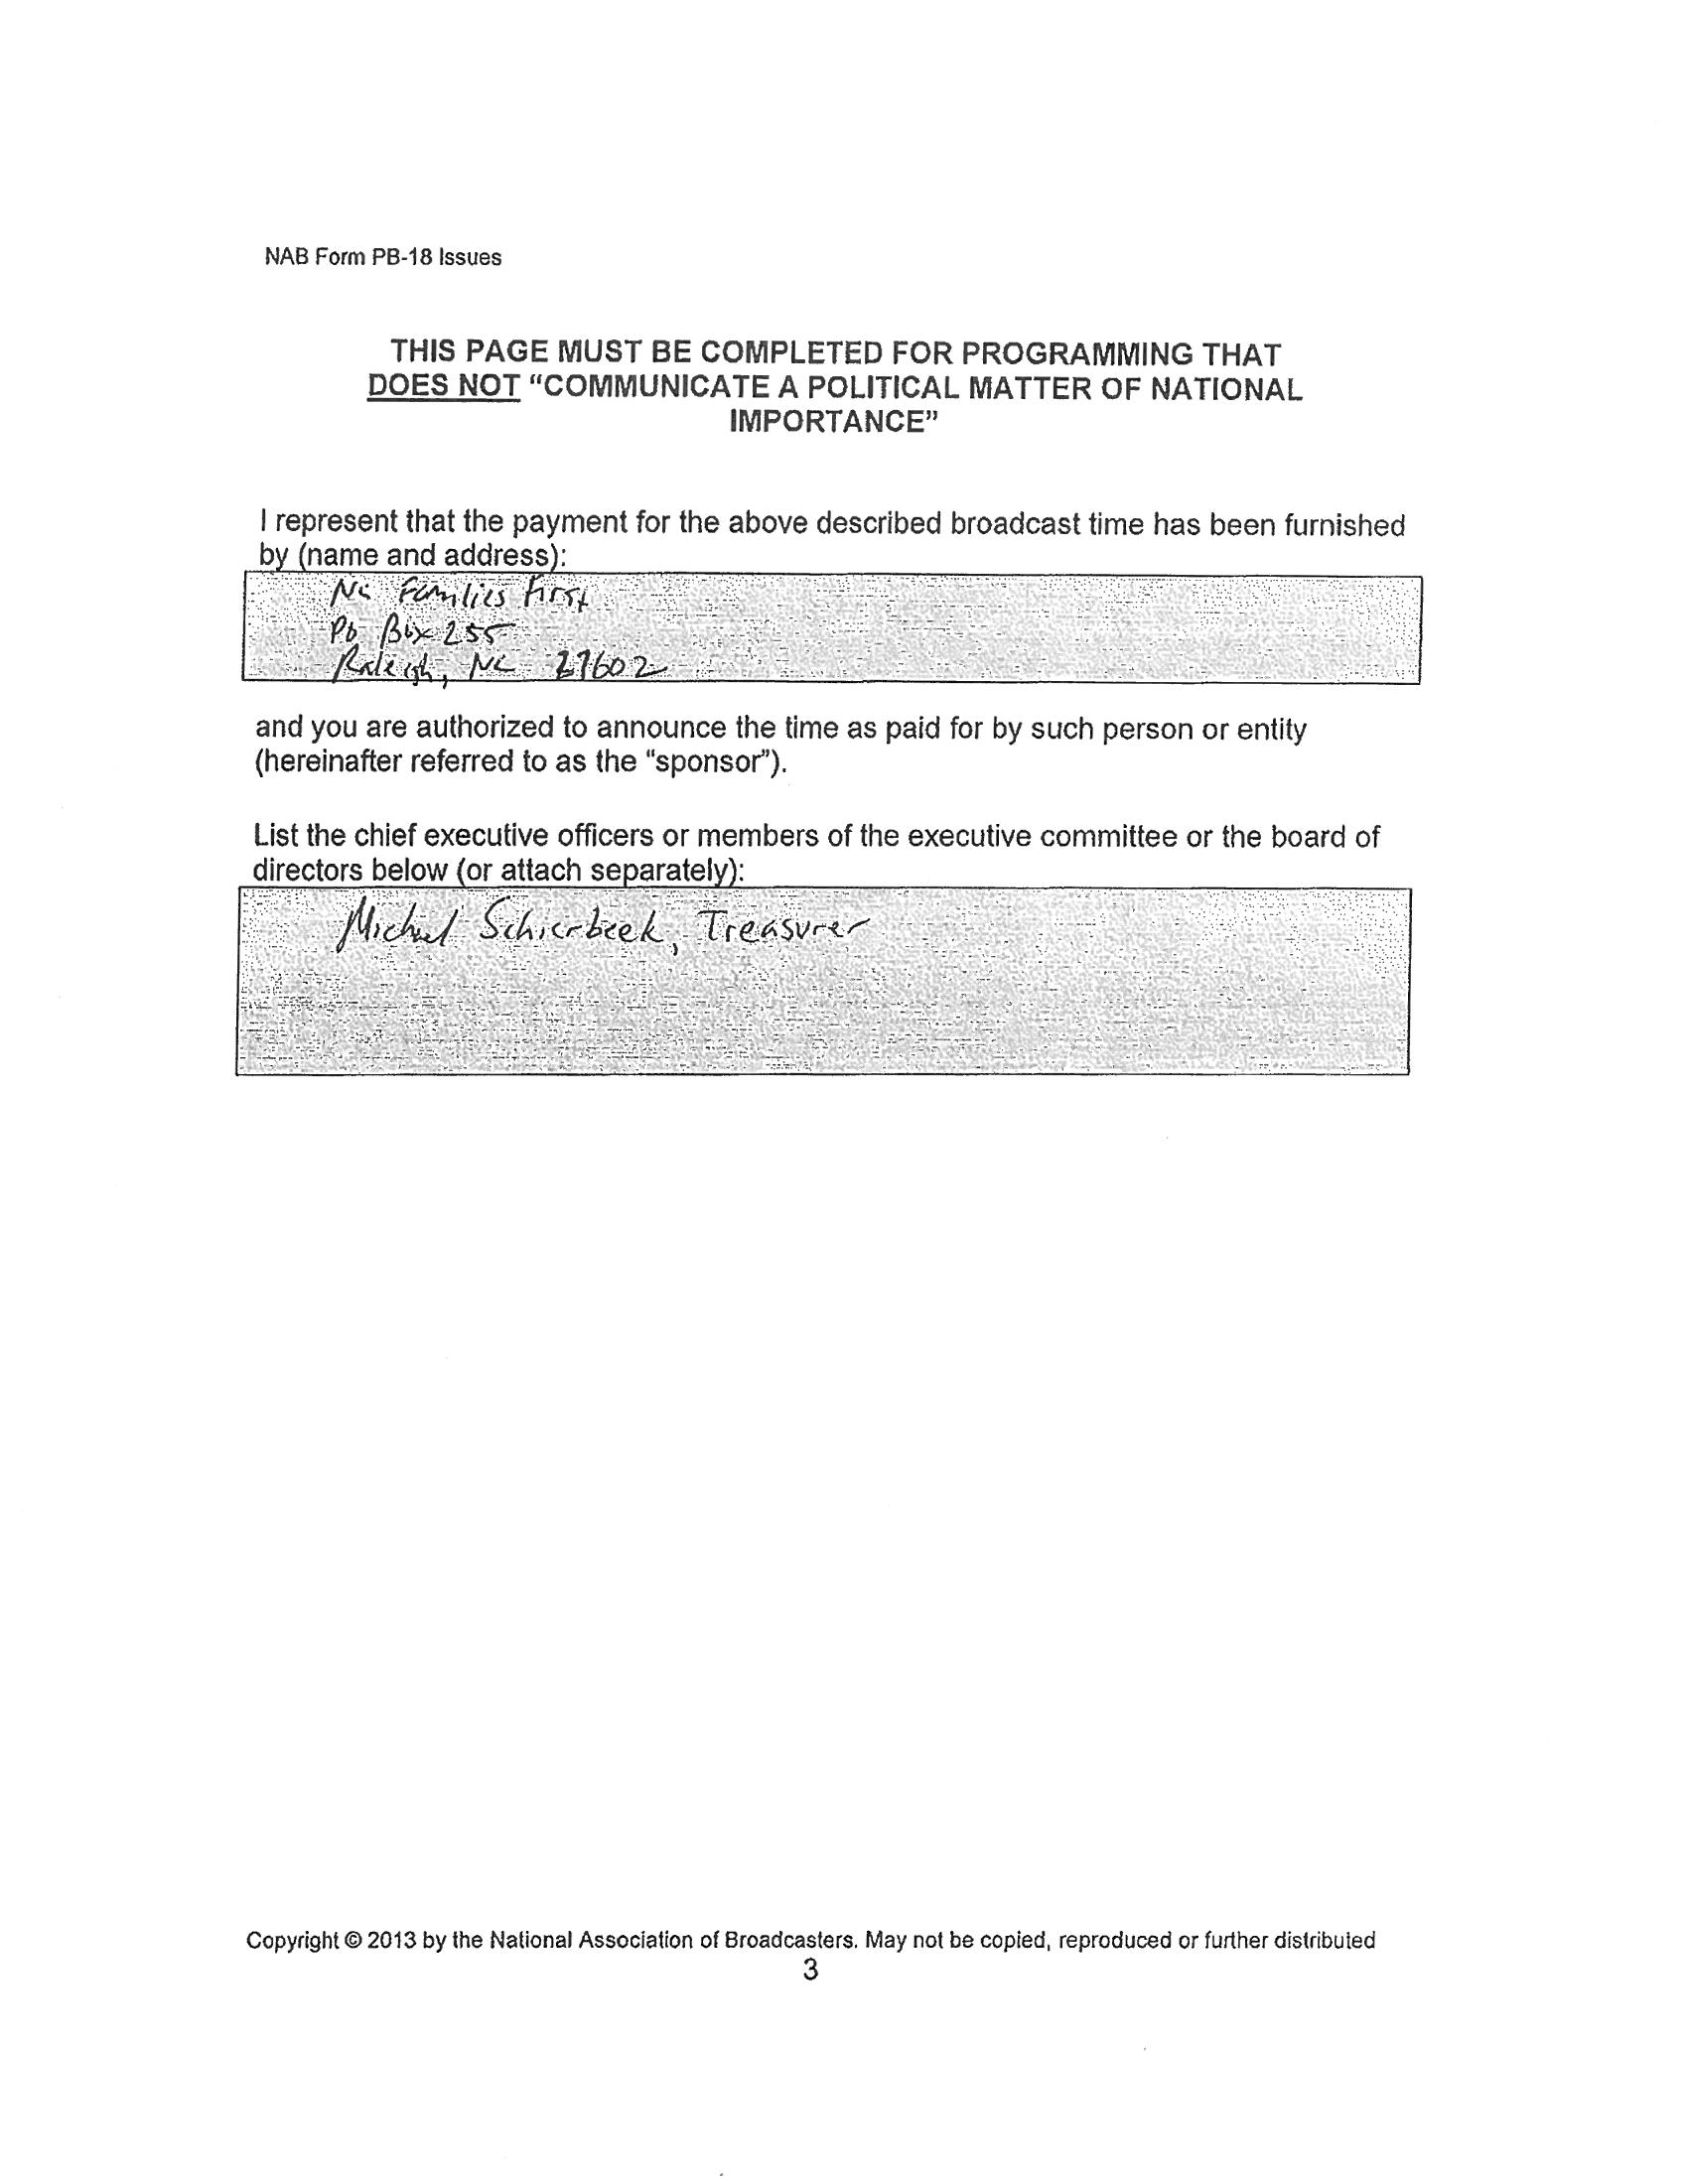 NAB Form PB-18 Issues
THIS PAGE MUST BE COMPLETED FOR PROGRAMMING THAT
DOES NOT “COMMUNICATE A POLITICAL MATTER OF NATIONAL
IMPORTANCE”
I represent that the payment for the above described broadcast time has been furnished
by (name and address):
NC Families First
PO Box 255
Raleigh, NC 27602
and you are authorized to announce the time as paid for by such person or entity
(hereinafter referred to as the “sponsor”).
List the chief executive officers or members of the executive committee or the board of
directors below (or attach separately):
Michael Schierbeek, Treasurer
Copyright © 2013 by the National Association of Broadcasters. May not be copied, reproduced or further distributed
3